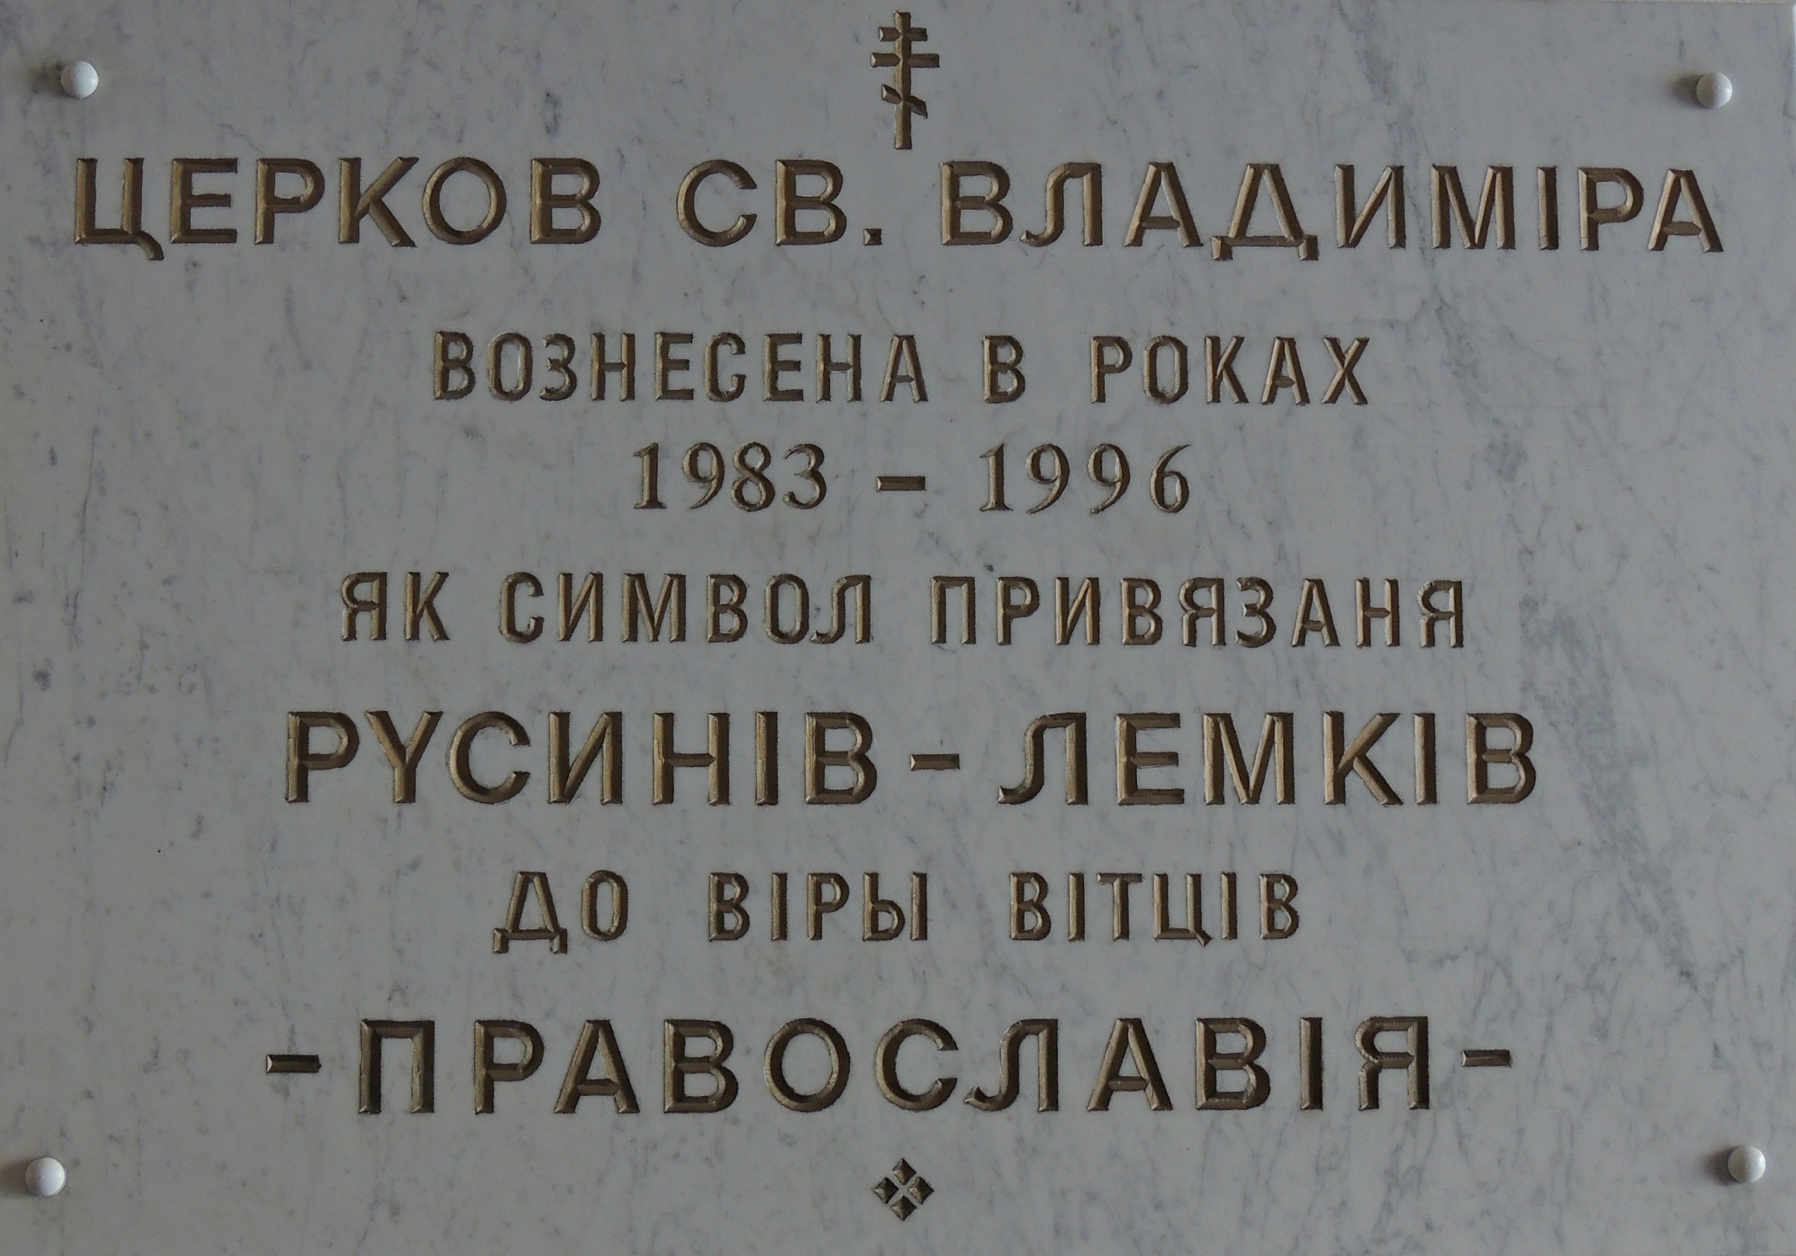 ЦЕРКОВ СВ. ВЛАДИМІРА
ВОЗНЕСЕНА В РОКАХ
1983 – 1996
ЯК СИМВОЛ ПРИВЯЗАНЯ
РУСИНІВ – ЛЕМКІВ
ДО ВІРЫ ВІТЦІВ
– ПРАВОСЛАВІЯ –